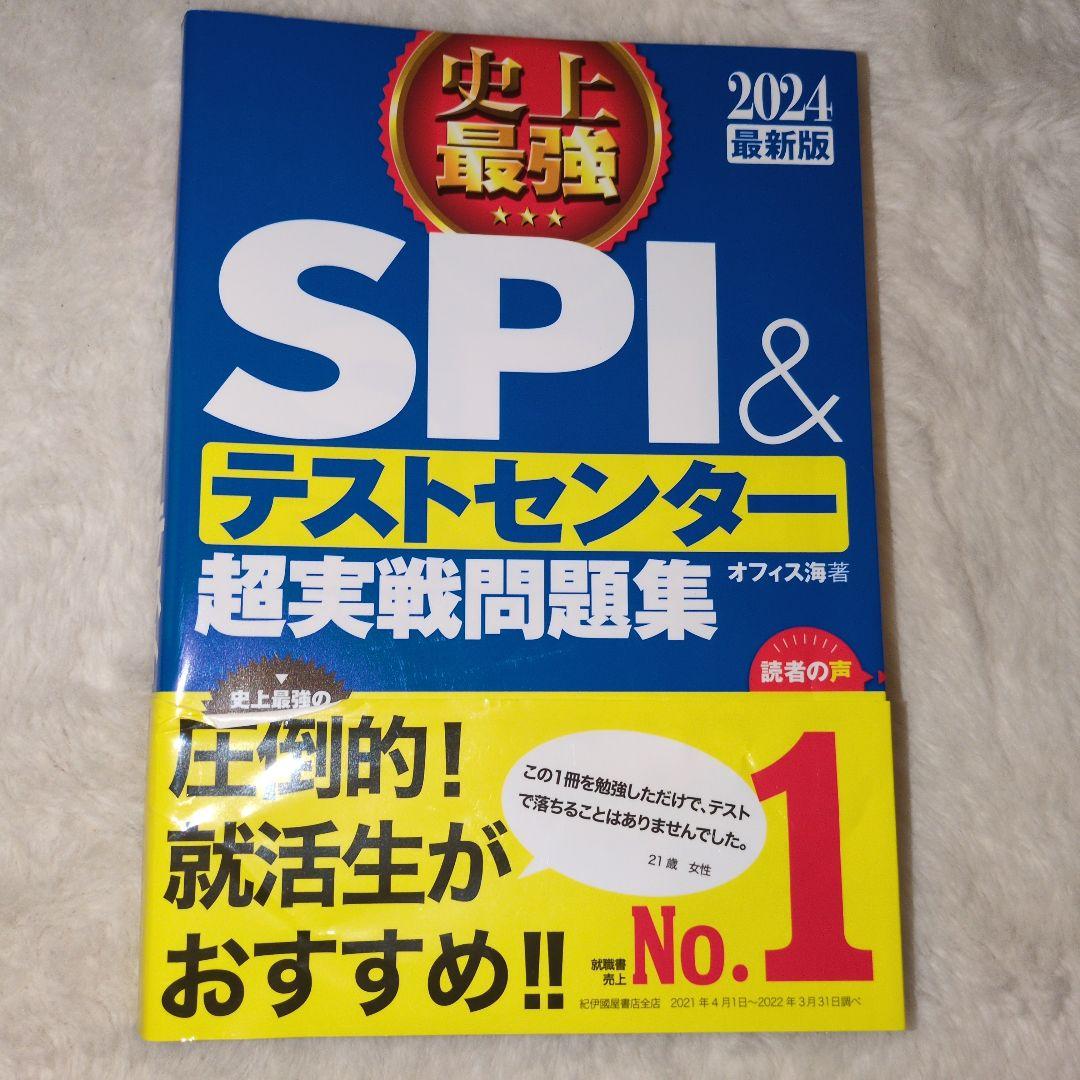 史上
最強
2024
最新版
SPI&
テストセンター
超実戦問題集
オフィス海著
読者の声
史上最強の
圧倒的!
就活生が
おすすめ!!
この1冊を勉強しただけで、テスト
で落ちることはありませんでした。
21歳 女性
就職書
売上
No.1
紀伊國屋書店全店 2021年4月1日〜2022年3月31日調べ